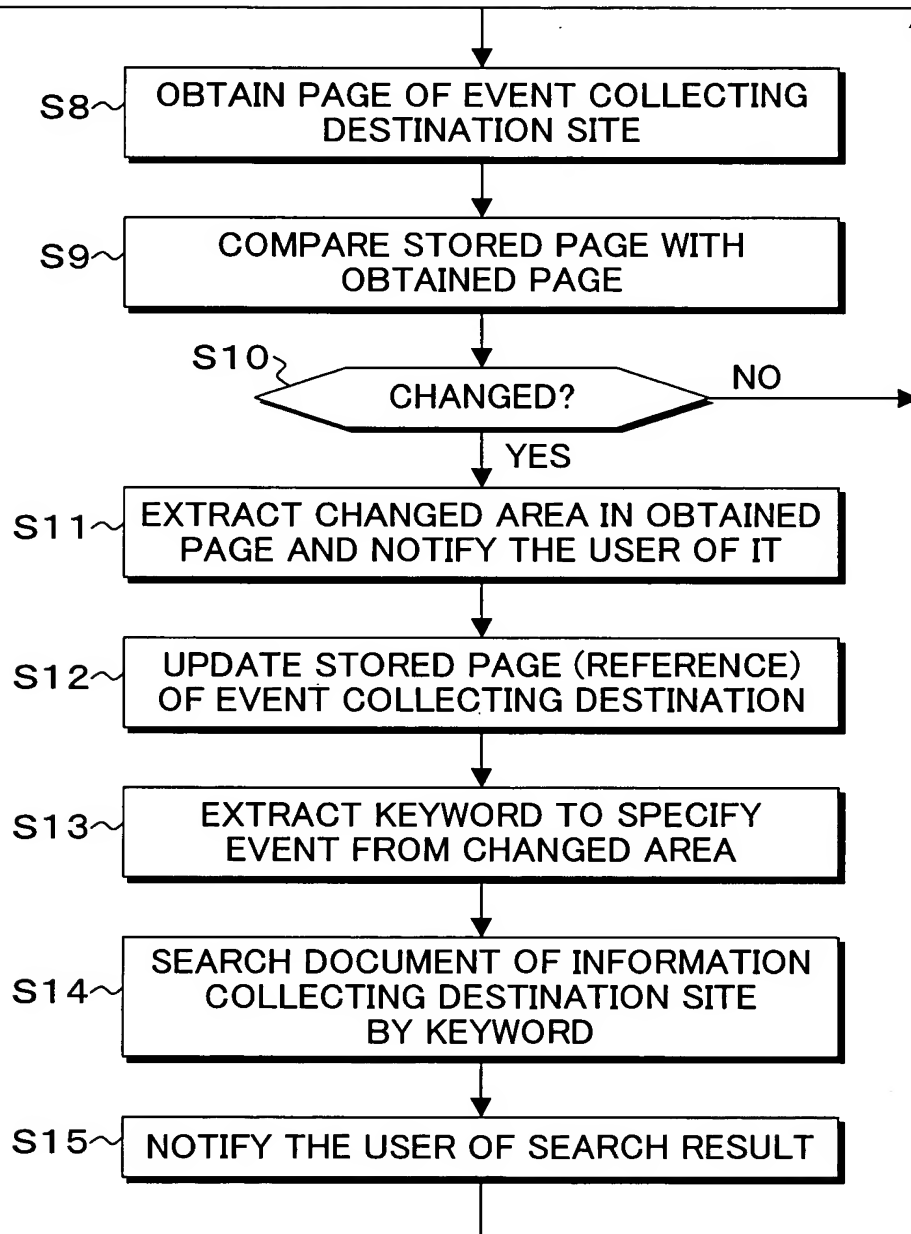 S8
OBTAIN PAGE OF EVENT COLLECTING
DESTINATION SITE
S9
COMPARE STORED PAGE WITH
OBTAINED PAGE
S10
CHANGED?
NO
YES
S11
EXTRACT CHANGED AREA IN OBTAINED
PAGE AND NOTIFY THE USER OF IT
S12
UPDATE STORED PAGE (REFERENCE)
OF EVENT COLLECTING DESTINATION
S13
EXTRACT KEYWORD TO SPECIFY
EVENT FROM CHANGED AREA
S14
SEARCH DOCUMENT OF INFORMATION
COLLECTING DESTINATION SITE
BY KEYWORD
S15
NOTIFY THE USER OF SEARCH RESULT